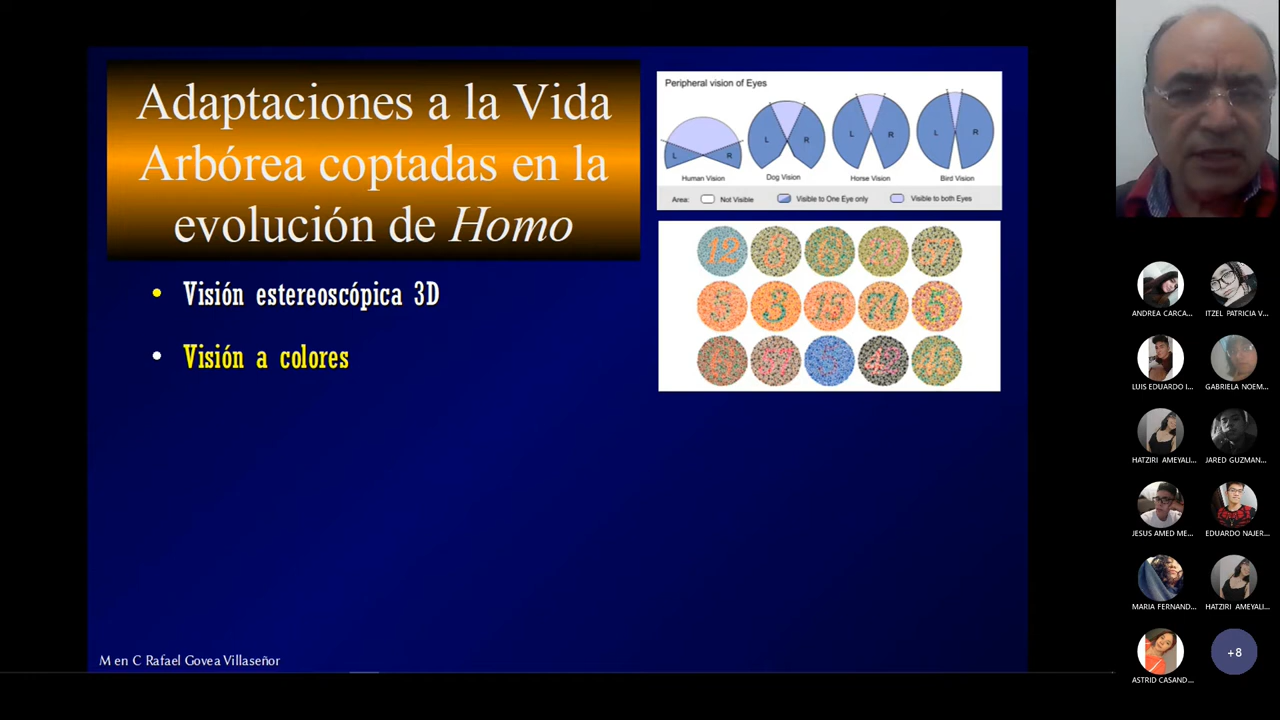 Adaptaciones a la Vida
Arbórea coptadas en la
evolución de Homo
• Visión estereoscópica 3D
• Visión a colores
Peripheral vision of Eyes
L R
L R
L R
L R
Human Vision
Dog Vision
Horse Vision
Bird Vision
Area: Not Visible Visible to One Eye only Visible to both Eyes
12
M en C Rafael Govea Villaseñor
ANDREA CARCA...
ITZEL PATRICIA V...
LUIS EDUARDO I...
GABRIELA NOEM...
HATZIRI AMEYALI...
JARED GUZMAN...
JESUS AMED ME...
EDUARDO NAJER...
MARIA FERNAND...
HATZIRI AMEYALI...
ASTRID CASAND...
+8